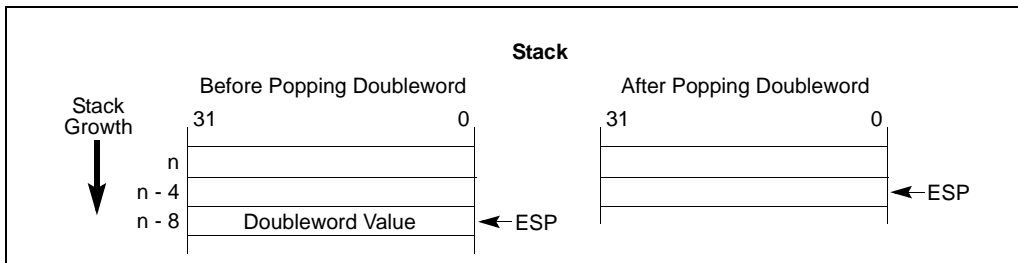 Stack
Before Popping Doubleword
After Popping Doubleword
Stack
Growth
31 0
31 0
n
n - 4
ESP
n - 8 Doubleword Value ESP